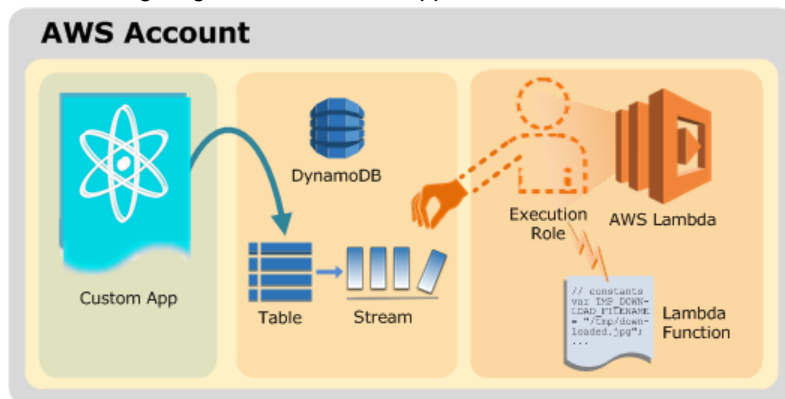 AWS Account
DynamoDB
Custom App
Table
Stream
Execution
Role
AWS Lambda
// constants
var TMP_DOWN-
LOAD_FILENAME
= "/tmp/down-
loaded.jpg";
...
Lambda
Function